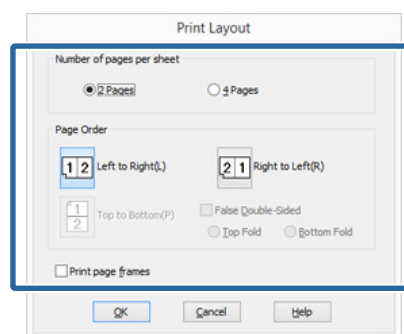 Print Layout
Number of pages per sheet
2 Pages
4 Pages
Page Order
1 2 Left to Right(L)
2 1 Right to Left(R)
1
2
Top to Bottom(P)
False Double-Sided
Top Fold
Bottom Fold
Print page frames
OK
Cancel
Help